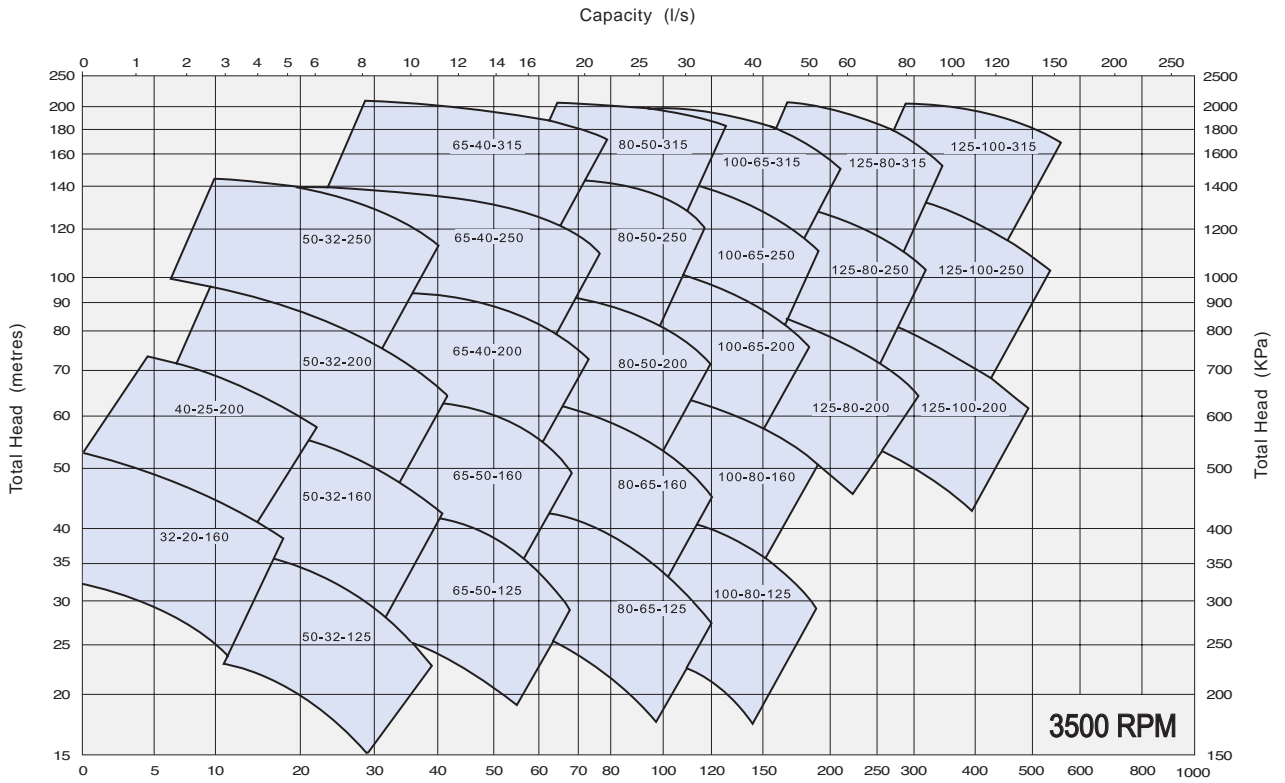 Capacity (l/s)
0 1 2 3 4 5 6 8 10 12 14 16 20 25 30 40 50 60 80 100 120 150 200 250
250 2500
200 2000
180 1800
160 1600
140 1400
120 1200
100 1000
90 900
80 800
70 700
60 600
50 500
40 400
35 350
30 300
25 250
20 200
15 150
Total Head (metres)
Total Head (KPa)
65-40-315 80-50-315 100-65-315 125-80-315 125-100-315
50-32-250 65-40-250 80-50-250 100-65-250 125-80-250 125-100-250
50-32-200 65-40-200 80-50-200 100-65-200
40-25-200 125-80-200 125-100-200
50-32-160 65-50-160 80-65-160 100-80-160
32-20-160
50-32-125 65-50-125 80-65-125 100-80-125
3500 RPM
0 5 10 20 30 40 50 60 70 80 100 120 150 200 250 300 400 500 600 800 1000